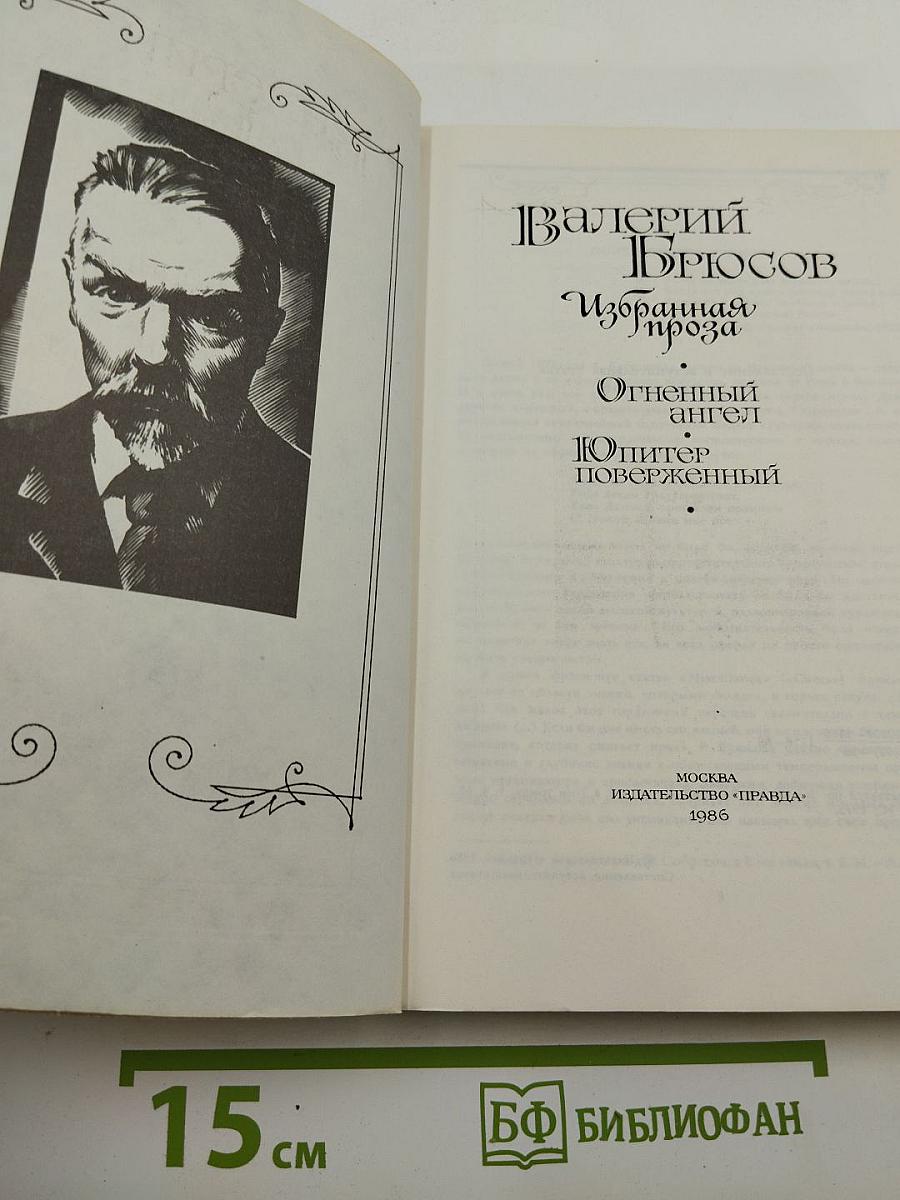 Валерий
Брюсов
Избранная
проза
Огненный
ангел
Юпитер
поверженный
МОСКВА
ИЗДАТЕЛЬСТВО «ПРАВДА»
1986
15 см
БФ БИБЛИОФАН